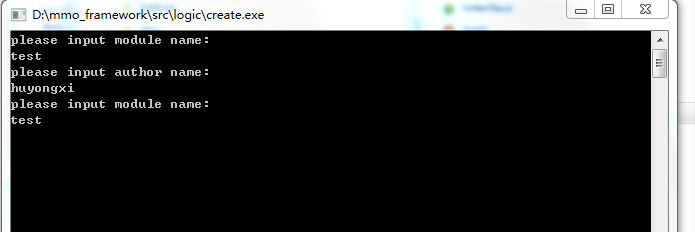 D:\mmo_framework\src\logic\create.exe
please input module name:
test
please input author name:
huyongxi
please input module name:
test